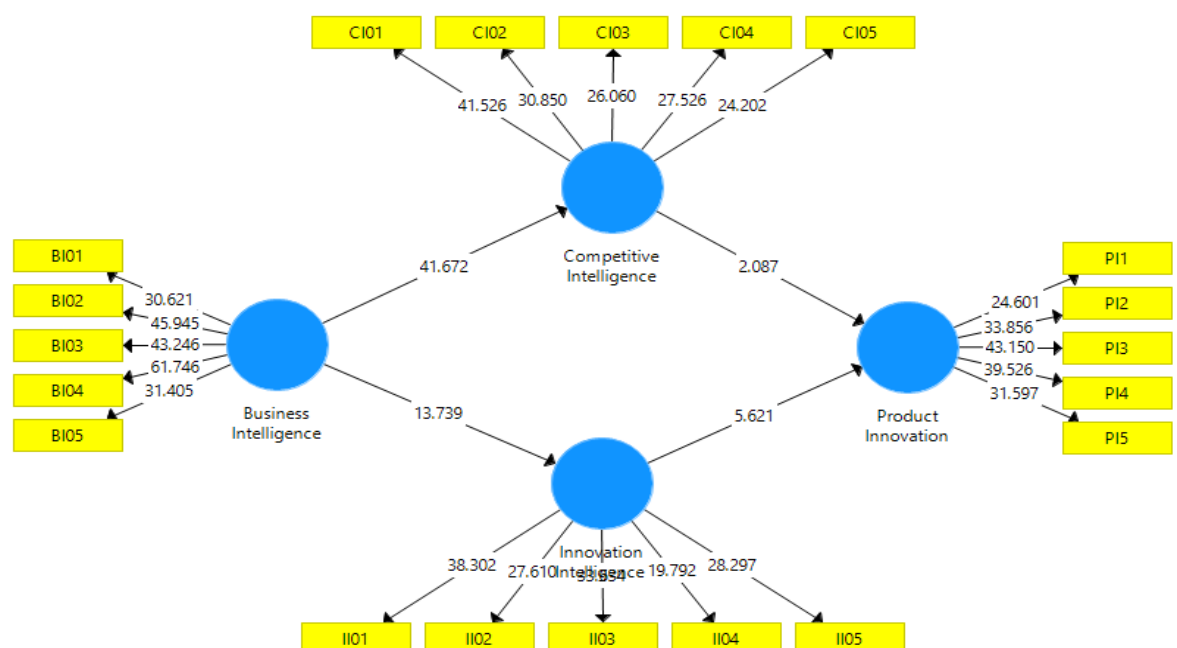 CI01 CI02 CI03 CI04 CI05
41.526 30.850 26.060 27.526 24.202
Competitive
Intelligence
BI01
BI02
BI03
BI04
BI05
30.621
45.945
43.246
61.746
31.405
Business
Intelligence
41.672
13.739
2.087
5.621
Product
Innovation
24.601
33.856
43.150
39.526
31.597
PI1
PI2
PI3
PI4
PI5
Innovation
Intelligence
38.302 27.610 19.792 28.297
II01 II02 II03 II04 II05